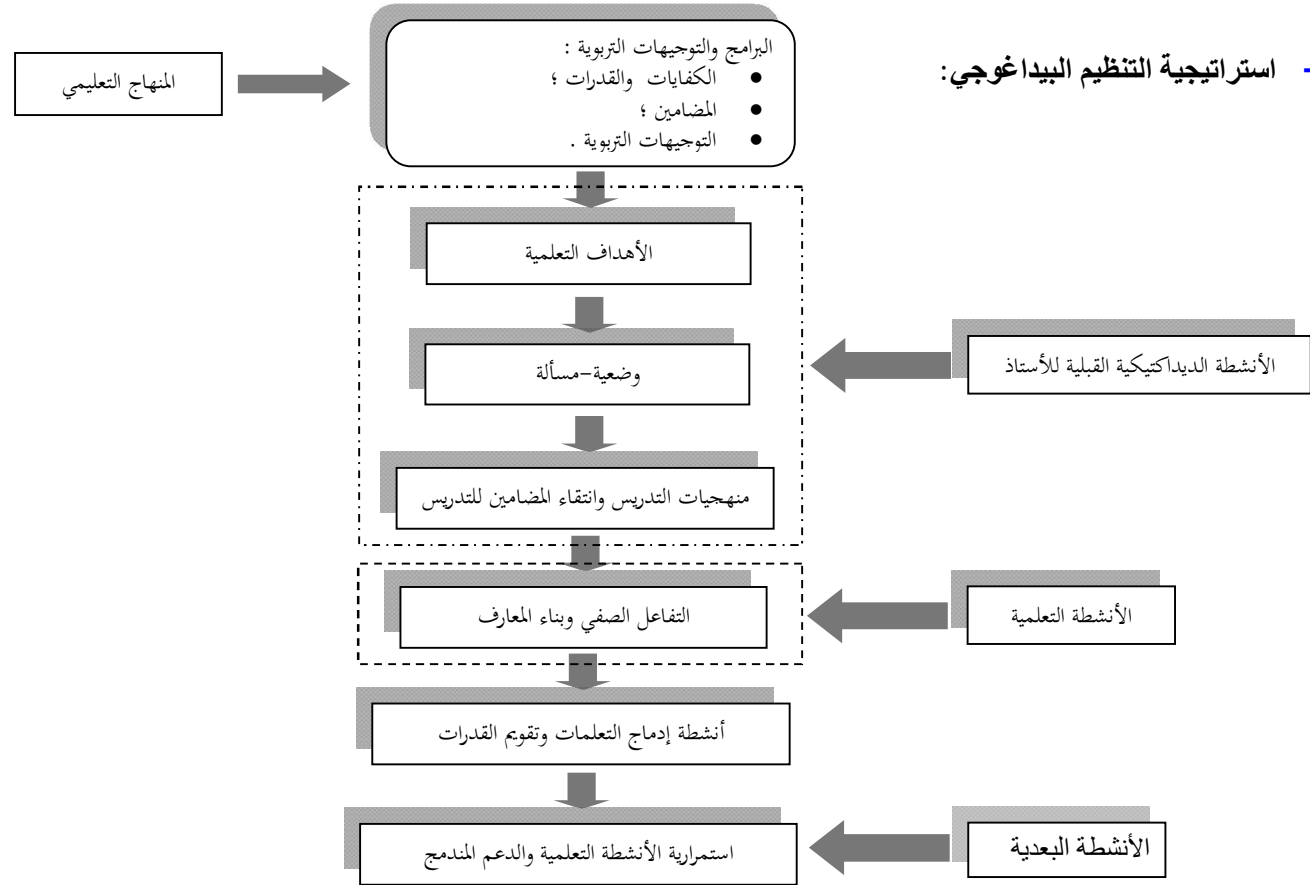 - استراتيجية التنظيم البيداغوجي:
البرامج والتوجيهات التربوية :
● الكفايات والقدرات ؛
● المضامين ؛
● التوجيهات التربوية .
المنهاج التعليمي
الأهداف التعلمية
وضعية-مسألة
الأنشطة الديداكتيكية القبلية للأستاذ
منهجيات التدريس وانتقاء المضامين للتدريس
التفاعل الصفي وبناء المعارف
الأنشطة التعلمية
أنشطة إدماج التعلمات وتقويم القدرات
استمرارية الأنشطة التعلمية والدعم المندمج
الأنشطة البعدية